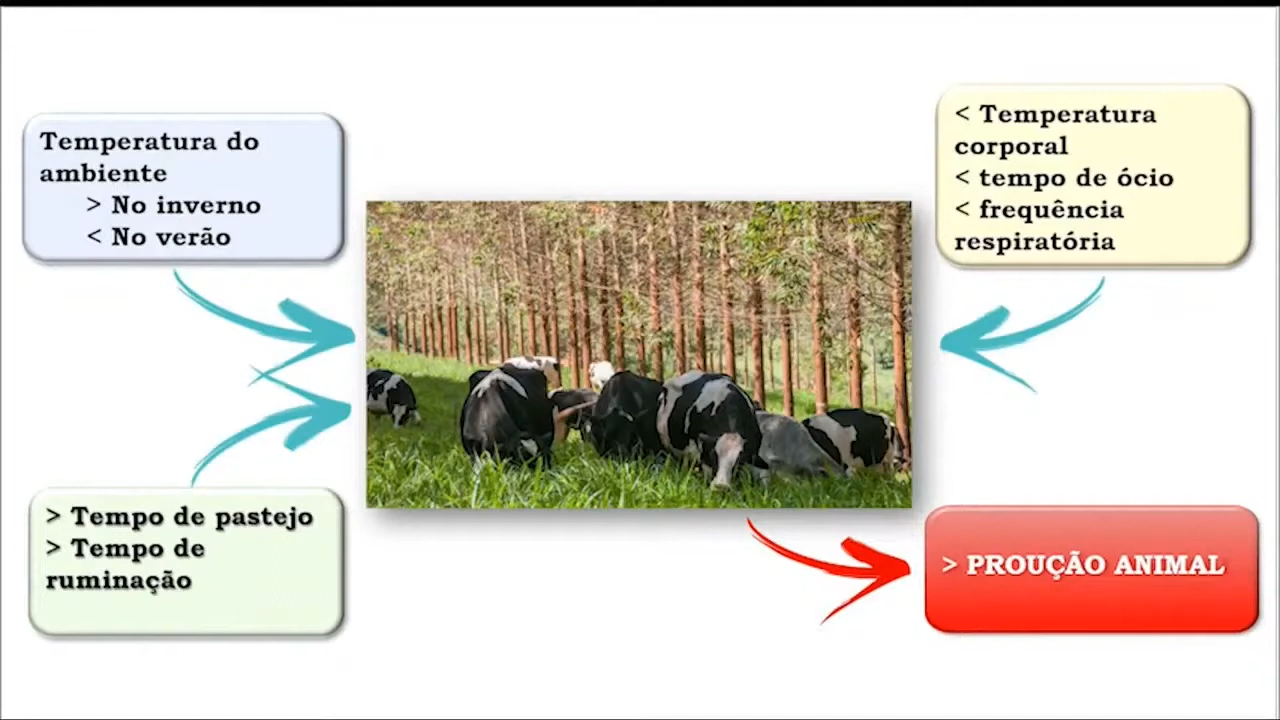 Temperatura do
ambiente
> No inverno
< No verão
< Temperatura
corporal
< tempo de ócio
< frequência
respiratória
> Tempo de pastejo
> Tempo de
ruminação
> PROUÇÃO ANIMAL